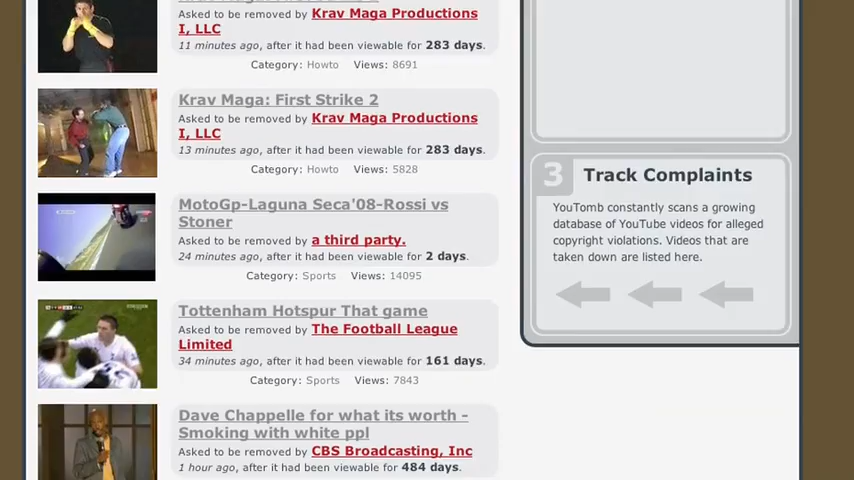 Asked to be removed by Krav Maga Productions
I, LLC
11 minutes ago, after it had been viewable for 283 days.
Category: Howto Views: 8691
Krav Maga: First Strike 2
Asked to be removed by Krav Maga Productions
I, LLC
13 minutes ago, after it had been viewable for 283 days.
Category: Howto Views: 5828
MotoGp-Laguna Seca'08-Rossi vs
Stoner
Asked to be removed by a third party.
24 minutes ago, after it had been viewable for 2 days.
Category: Sports Views: 14095
Tottenham Hotspur That game
Asked to be removed by The Football League
Limited
34 minutes ago, after it had been viewable for 161 days.
Category: Sports Views: 7843
Dave Chappelle for what its worth -
Smoking with white ppl
Asked to be removed by CBS Broadcasting, Inc
1 hour ago, after it had been viewable for 484 days.
3 Track Complaints
YouTomb constantly scans a growing
database of YouTube videos for alleged
copyright violations. Videos that are
taken down are listed here.